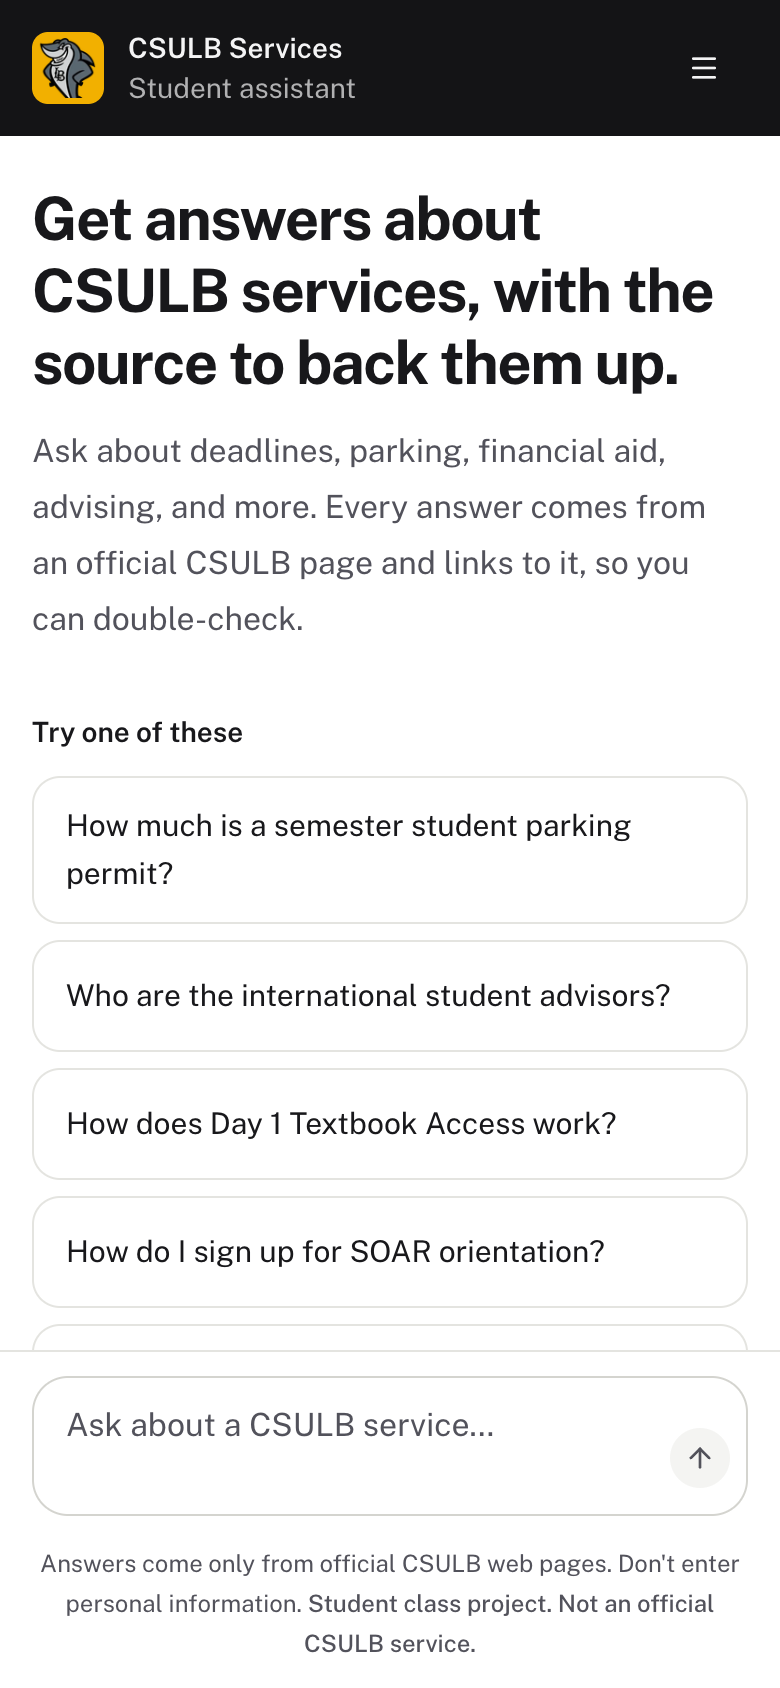 CSULB Services
Student assistant
LB
Get answers about
CSULB services, with the
source to back them up.
Ask about deadlines, parking, financial aid,
advising, and more. Every answer comes from
an official CSULB page and links to it, so you
can double-check.
Try one of these
How much is a semester student parking
permit?
Who are the international student advisors?
How does Day 1 Textbook Access work?
How do I sign up for SOAR orientation?
Ask about a CSULB service...
Answers come only from official CSULB web pages. Don't enter
personal information. Student class project. Not an official
CSULB service.